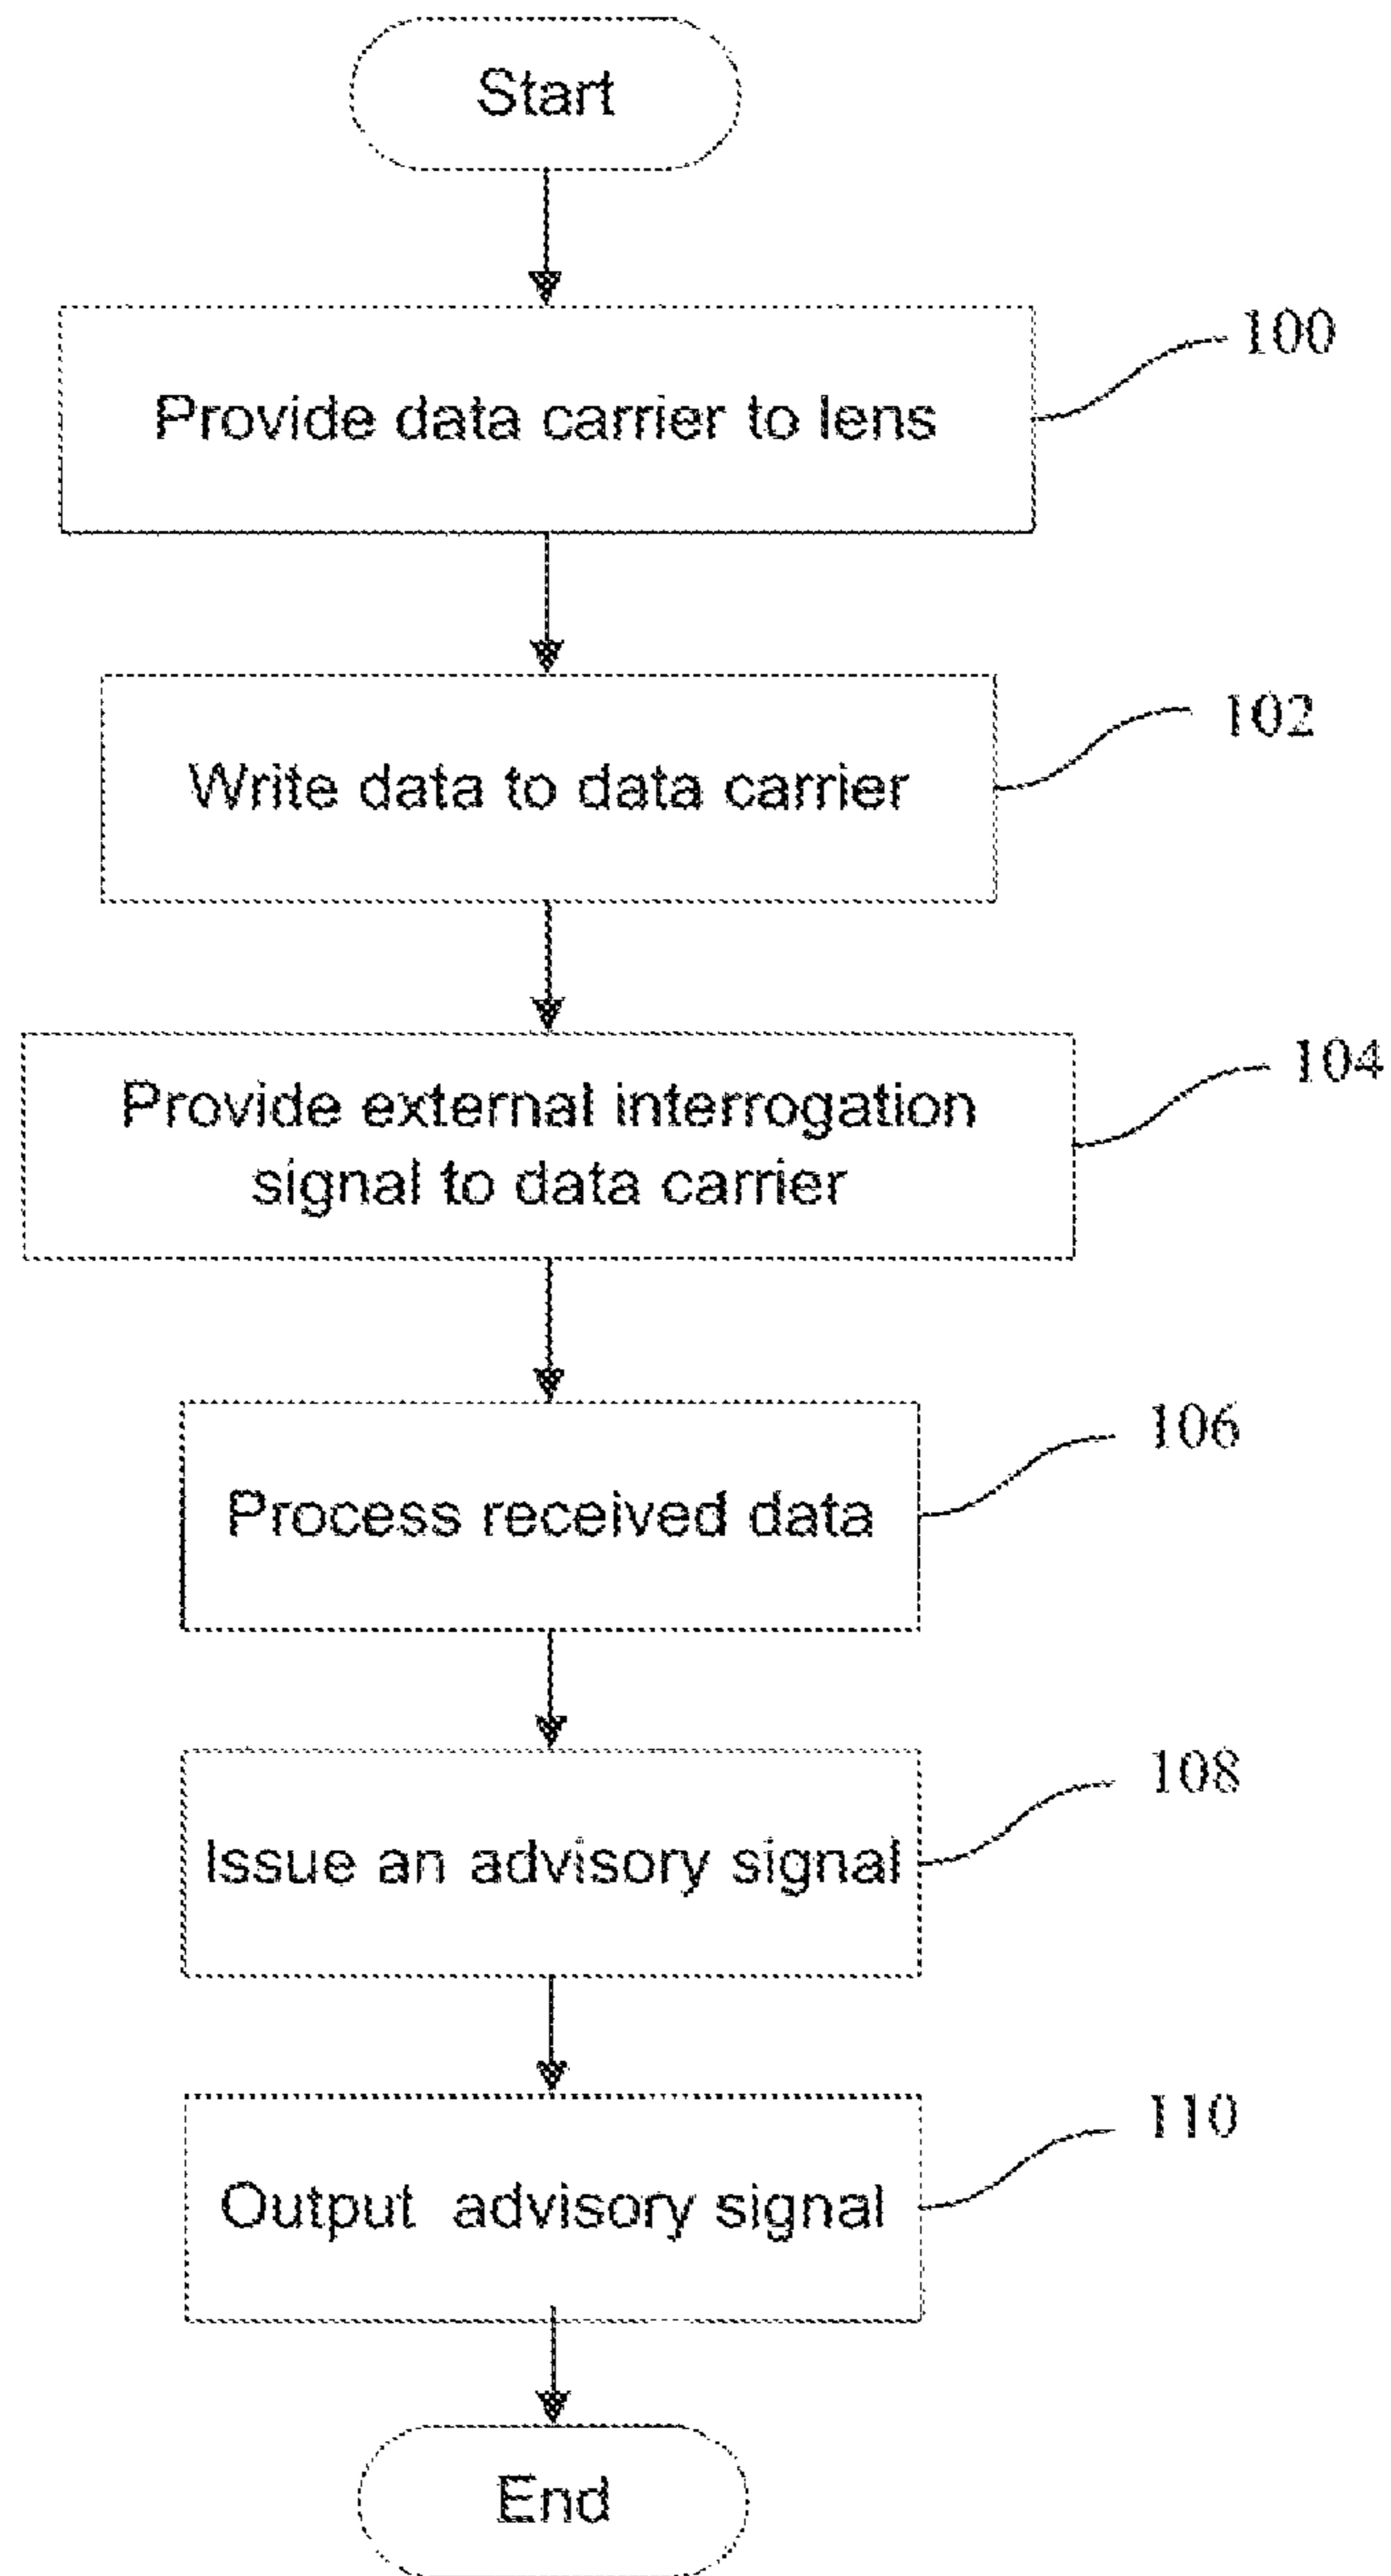 Start
Provide data carrier to lens
100
Write data to data carrier
102
Provide external interrogation
signal to data carrier
104
Process received data
106
Issue an advisory signal
108
Output advisory signal
110
End